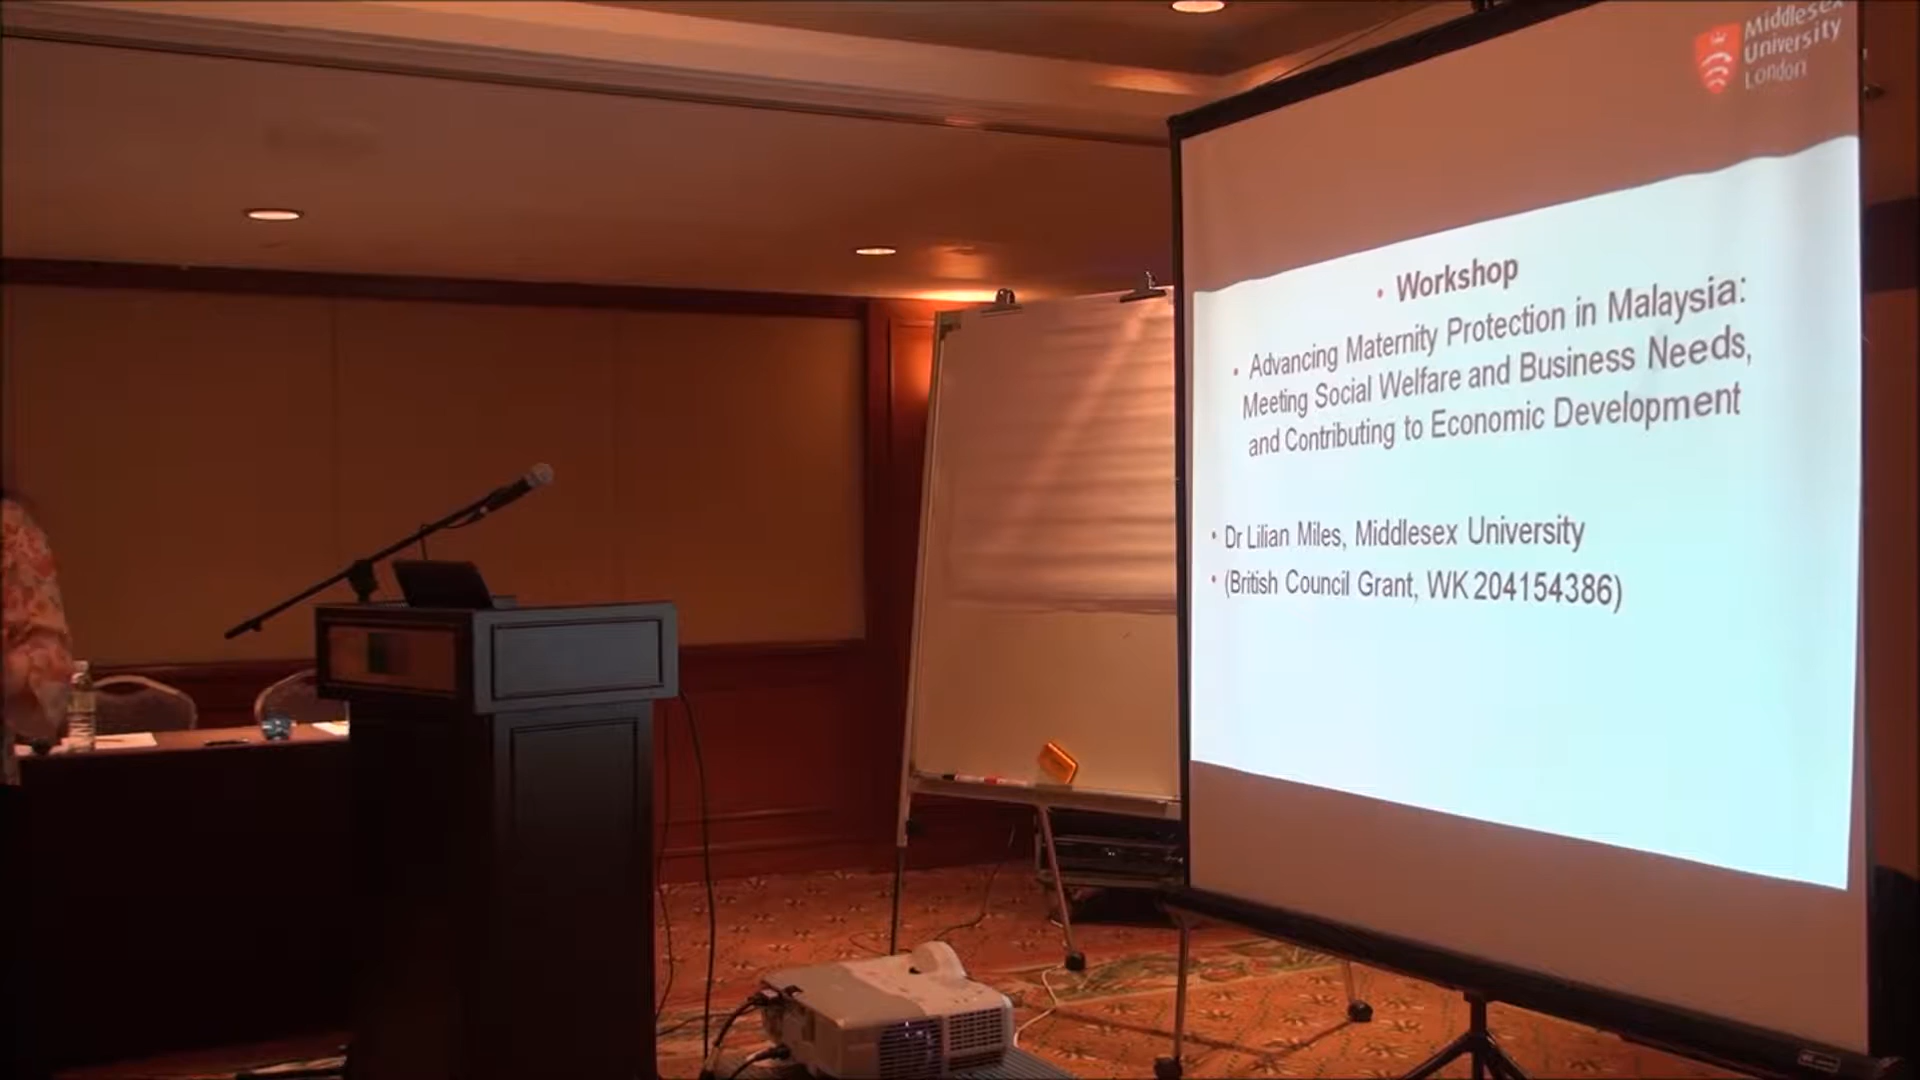 Middlesex
University
London
• Workshop
• Advancing Maternity Protection in Malaysia:
Meeting Social Welfare and Business Needs,
and Contributing to Economic Development
• Dr Lilian Miles, Middlesex University
• (British Council Grant, WK 204154386)